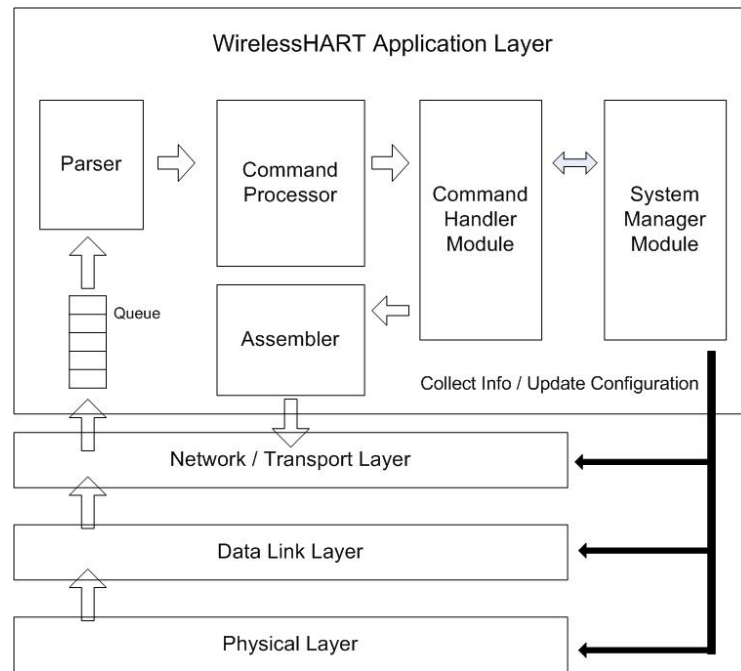 WirelessHART Application Layer
Parser
Command
Processor
Command
Handler
Module
System
Manager
Module
Queue
Assembler
Collect Info / Update Configuration
Network / Transport Layer
Data Link Layer
Physical Layer